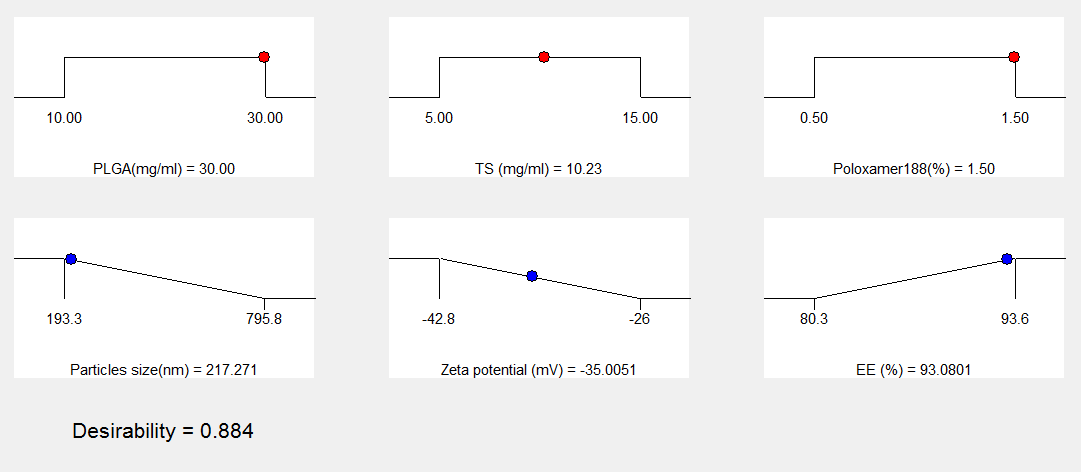 10.00 30.00
PLGA(mg/ml) = 30.00
5.00 15.00
TS (mg/ml) = 10.23
0.50 1.50
Poloxamer188(%) = 1.50
193.3 795.8
Particles size(nm) = 217.271
-42.8 -26
Zeta potential (mV) = -35.0051
80.3 93.6
EE (%) = 93.0801
Desirability = 0.884